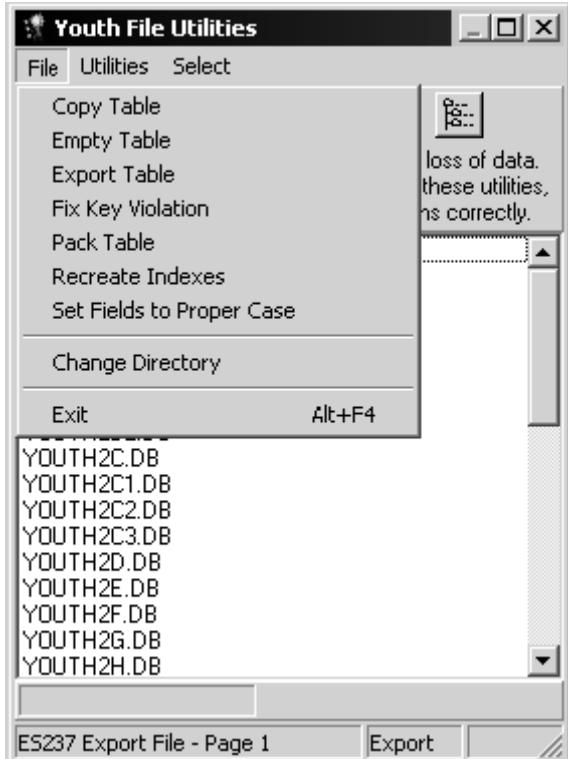 Youth File Utilities
File Utilities Select
Copy Table
Empty Table
Export Table
Fix Key Violation
Pack Table
Recreate Indexes
Set Fields to Proper Case
Change Directory
Exit Alt+F4
loss of data.
these utilities,
correctly.
YOUTH2C.DB
YOUTH2C1.DB
YOUTH2C2.DB
YOUTH2C3.DB
YOUTH2D.DB
YOUTH2E.DB
YOUTH2F.DB
YOUTH2G.DB
YOUTH2H.DB
ES237 Export File - Page 1 Export